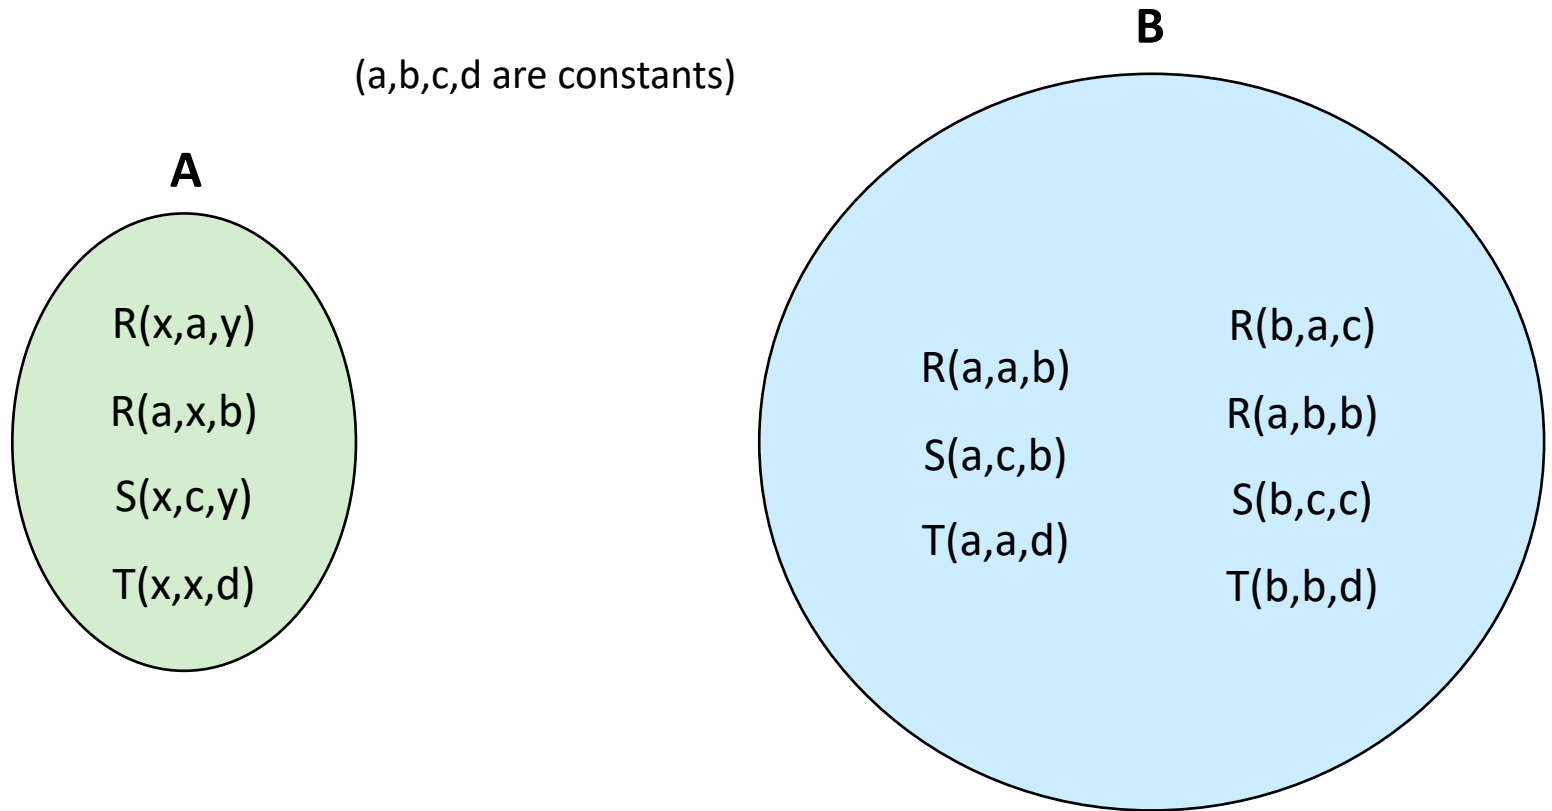 B
(a,b,c,d are constants)
A
R(x,a,y)
R(a,x,b)
S(x,c,y)
T(x,x,d)
R(a,a,b)
S(a,c,b)
T(a,a,d)
R(b,a,c)
R(a,b,b)
S(b,c,c)
T(b,b,d)